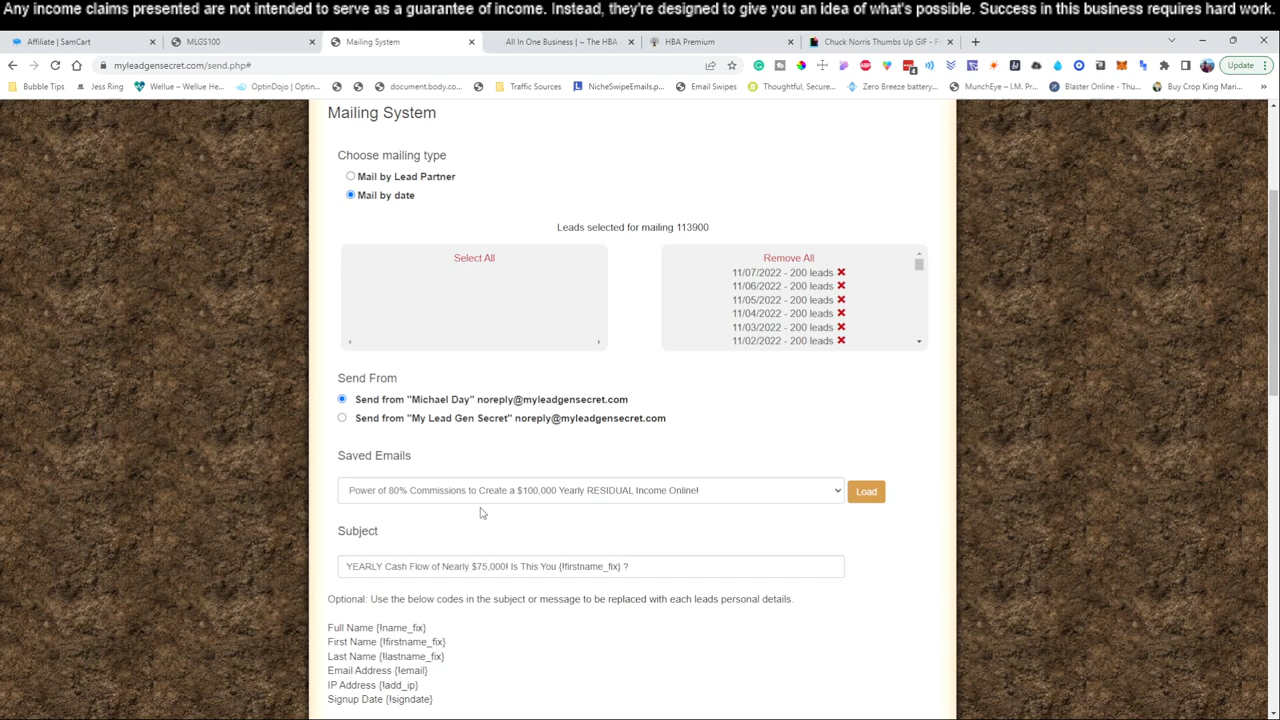 Any income claims presented are not intended to serve as a guarantee of income. Instead, they're designed to give you an idea of what's possible. Success in this business requires hard work.
Affiliate | SamCart
MLGS100
Mailing System
All In One Business | ~ The HBA
HBA Premium
Chuck Norris Thumbs Up GIF - F
myleadgensecret.com/send.php#
Update
Bubble Tips
Jess Ring
Wellue – Wellue He...
OptinDojo | Optin...
document.body.co...
Traffic Sources
NicheSwipeEmails.p...
Email Swipes
Thoughtful, Secure...
Zero Breeze battery...
MunchEye – I.M. Pr...
Blaster Online - Thu...
Buy Crop King Mari...
Mailing System
Choose mailing type
Mail by Lead Partner
Mail by date
Leads selected for mailing 113900
Select All
Remove All
11/07/2022 - 200 leads
11/06/2022 - 200 leads
11/05/2022 - 200 leads
11/04/2022 - 200 leads
11/03/2022 - 200 leads
11/02/2022 - 200 leads
Send From
Send from "Michael Day" noreply@myleadgensecret.com
Send from "My Lead Gen Secret" noreply@myleadgensecret.com
Saved Emails
Power of 80% Commissions to Create a $100,000 Yearly RESIDUAL Income Online!
Load
Subject
YEARLY Cash Flow of Nearly $75,000! Is This You {!firstname_fix} ?
Optional: Use the below codes in the subject or message to be replaced with each leads personal details.
Full Name {!name_fix}
First Name {!firstname_fix}
Last Name {!lastname_fix}
Email Address {!email}
IP Address {!add_ip}
Signup Date {!signdate}